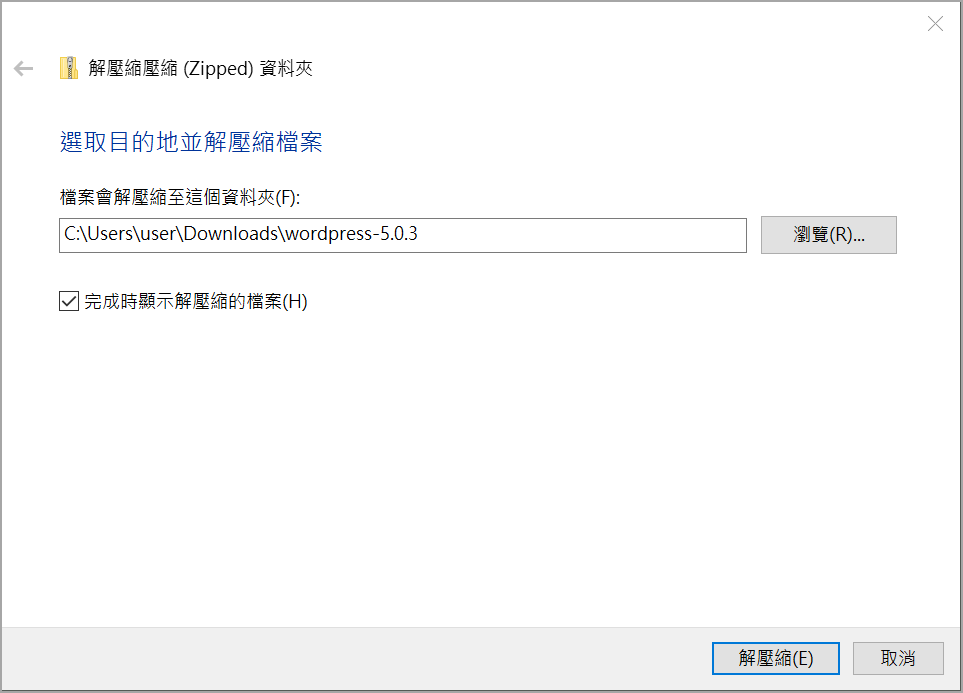 解壓縮壓縮 (Zipped) 資料夾
選取目的地並解壓縮檔案
檔案會解壓縮至這個資料夾(F):
C:\Users\user\Downloads\wordpress-5.0.3
瀏覽(R)...
完成時顯示解壓縮的檔案(H)
解壓縮(E)
取消